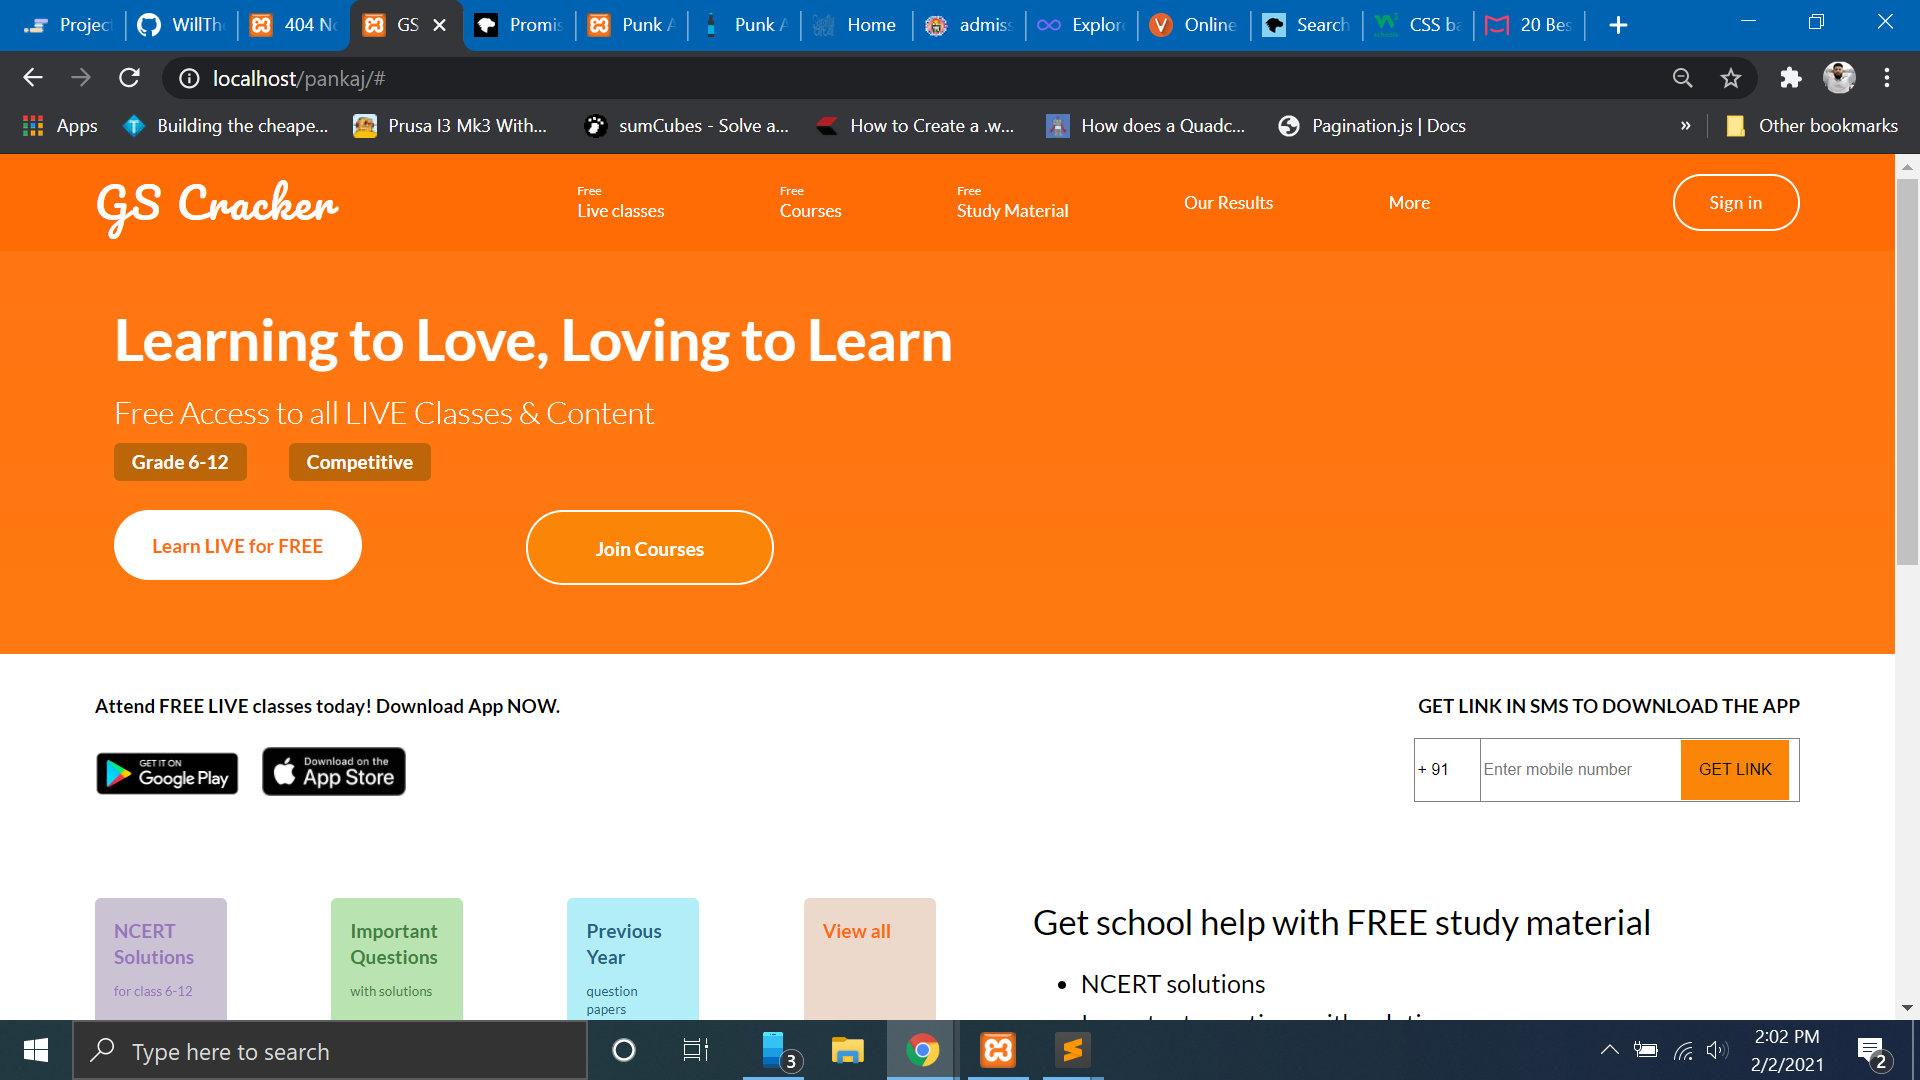 Project WillThe 404 No GS Promis Punk A Punk A Home admiss Explore Online Search CSS ba 20 Bes
localhost/pankaj/#
Apps Building the cheape... Prusa I3 Mk3 With... sumCubes - Solve a... How to Create a .w... How does a Quadc... Pagination.js | Docs » Other bookmarks
GS Cracker
Free
Live classes
Free
Courses
Free
Study Material
Our Results
More
Sign in
Learning to Love, Loving to Learn
Free Access to all LIVE Classes & Content
Grade 6-12 Competitive
Learn LIVE for FREE Join Courses
Attend FREE LIVE classes today! Download App NOW.
GET IT ON
Google Play
Download on the
App Store
GET LINK IN SMS TO DOWNLOAD THE APP
+ 91 Enter mobile number GET LINK
NCERT
Solutions
for class 6-12
Important
Questions
with solutions
Previous
Year
question
papers
View all
Get school help with FREE study material
• NCERT solutions
Type here to search
3
2:02 PM
2/2/2021
2